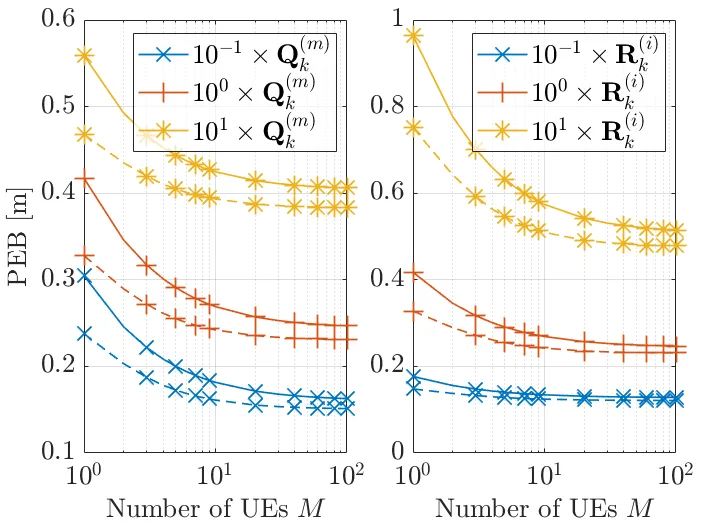 PEB [m]
0.6
0.5
0.4
0.3
0.2
0.1
10^0 10^1 10^2
Number of UEs M
10^{-1} × Q_k^{(m)}
10^0 × Q_k^{(m)}
10^1 × Q_k^{(m)}
1
0.8
0.6
0.4
0.2
0
10^0 10^1 10^2
Number of UEs M
10^{-1} × R_k^{(i)}
10^0 × R_k^{(i)}
10^1 × R_k^{(i)}